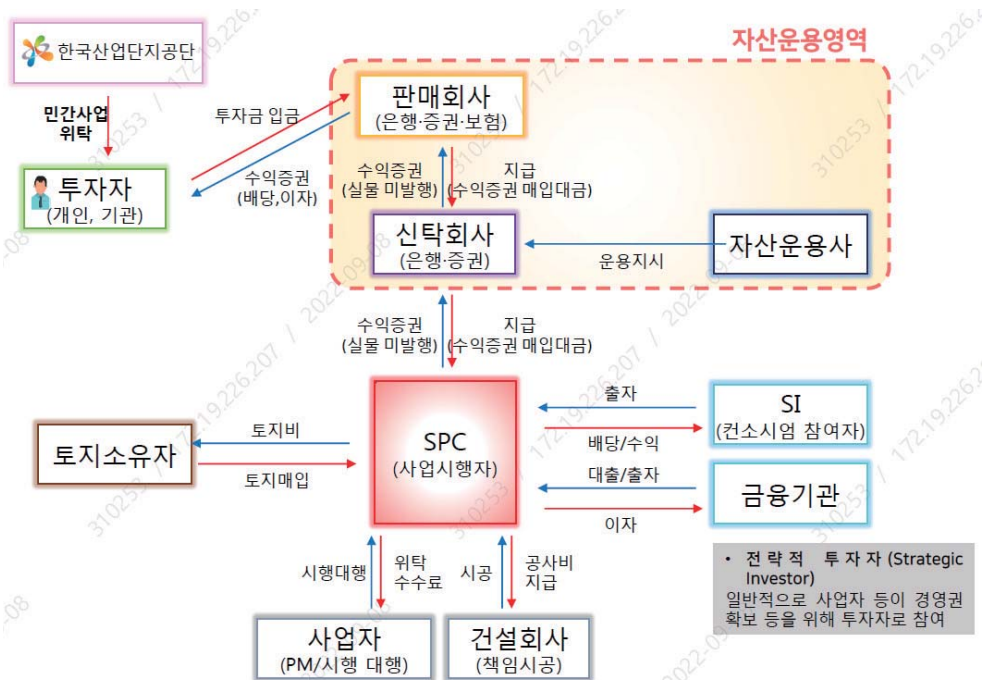 한국산업단지공단
자산운용영역
민간사업
위탁
투자금 입금
판매회사
(은행·증권·보험)
수익증권
(배당,이자)
투자자
(개인, 기관)
수익증권
(실물 미발행)
지급
(수익증권 매입대금)
신탁회사
(은행·증권)
운용지시
자산운용사
수익증권
(실물 미발행)
지급
(수익증권 매입대금)
토지소유자
토지비
토지매입
SPC
(사업시행자)
출자
배당/수익
SI
(컨소시엄 참여자)
대출/출자
이자
금융기관
시행대행
위탁
수수료
시공
공사비
지급
• 전략적 투자자(Strategic
Investor)
일반적으로 사업자 등이 경영권
확보 등을 위해 투자자로 참여
사업자
(PM/시행 대행)
건설회사
(책임시공)
310253 / 172.19.226.207 / 2022-09-08